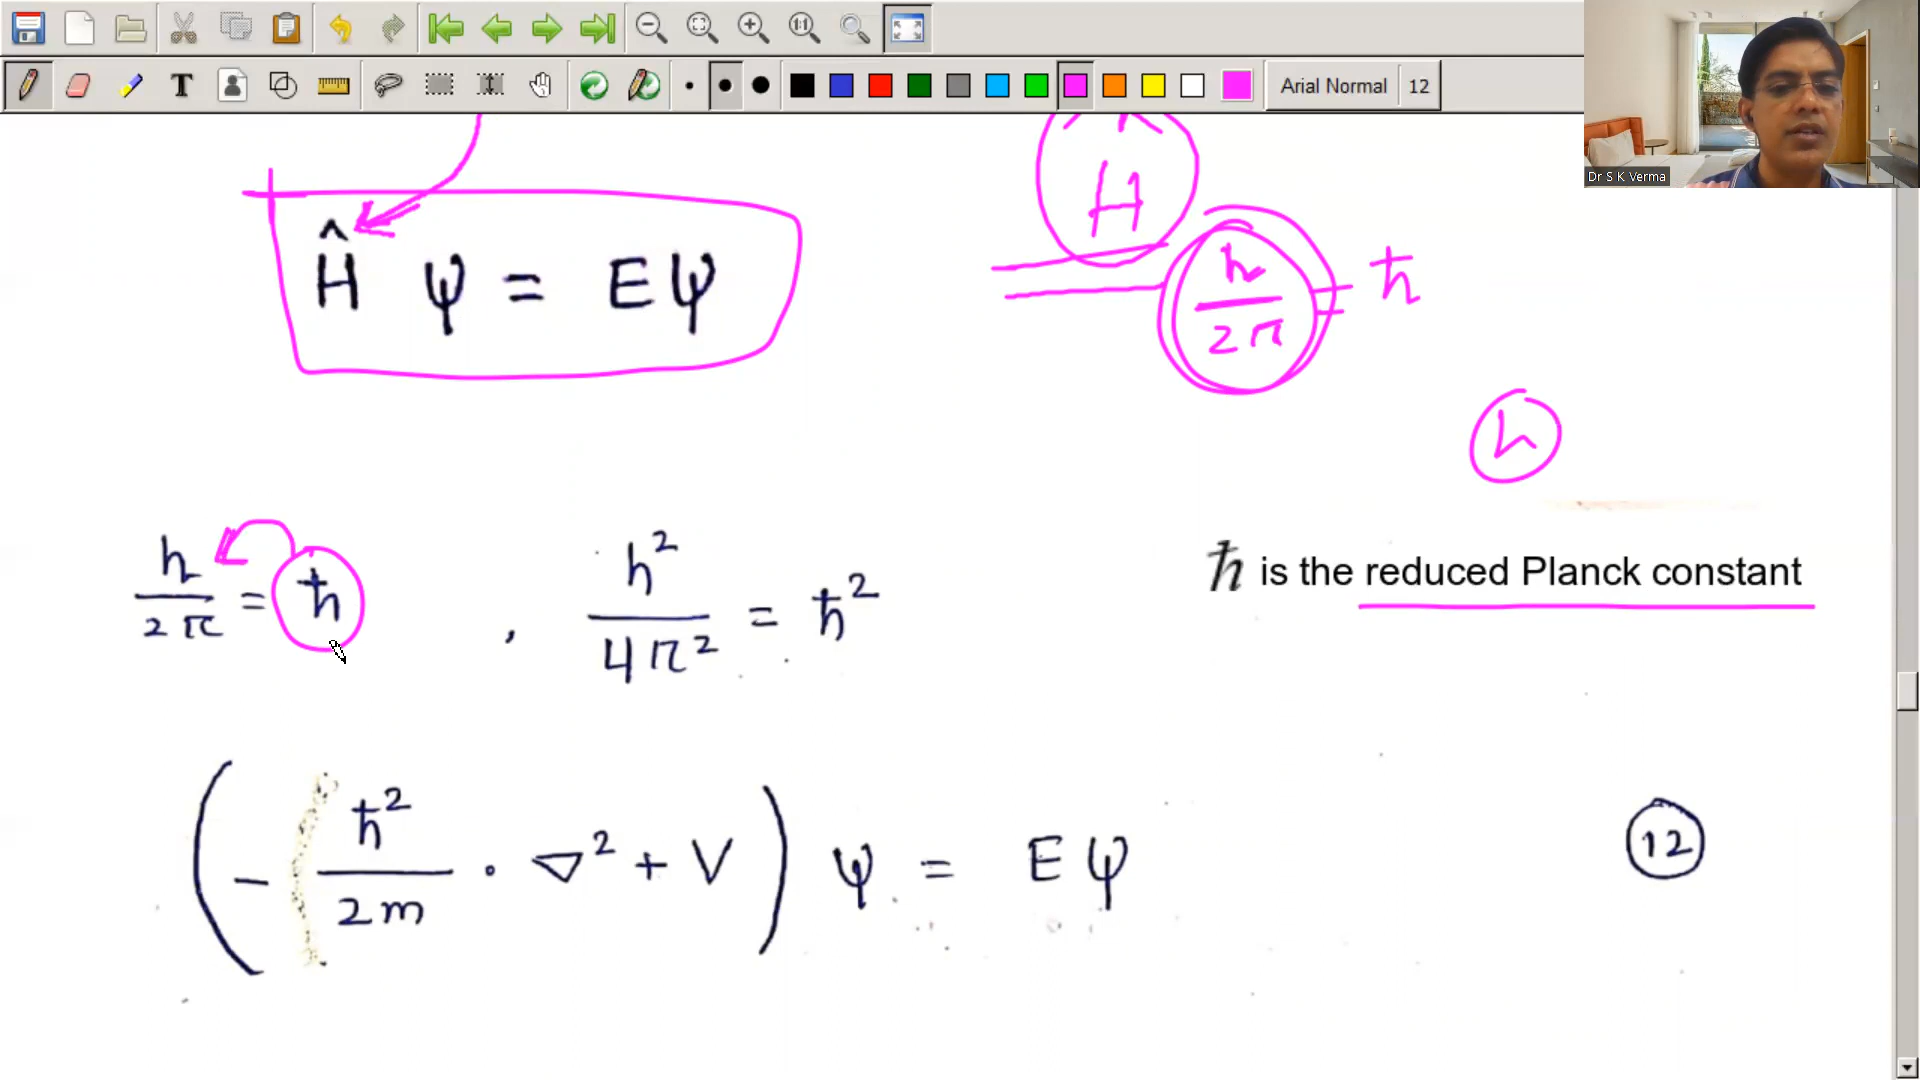 Arial Normal 12
Dr S K Verma
Ĥ
Ĥ ψ = Eψ
h/2π = ħ
h
h/2π = ħ , h²/4π² = ħ²
ħ is the reduced Planck constant
(- ħ²/2m · ∇² + V) ψ = Eψ
12